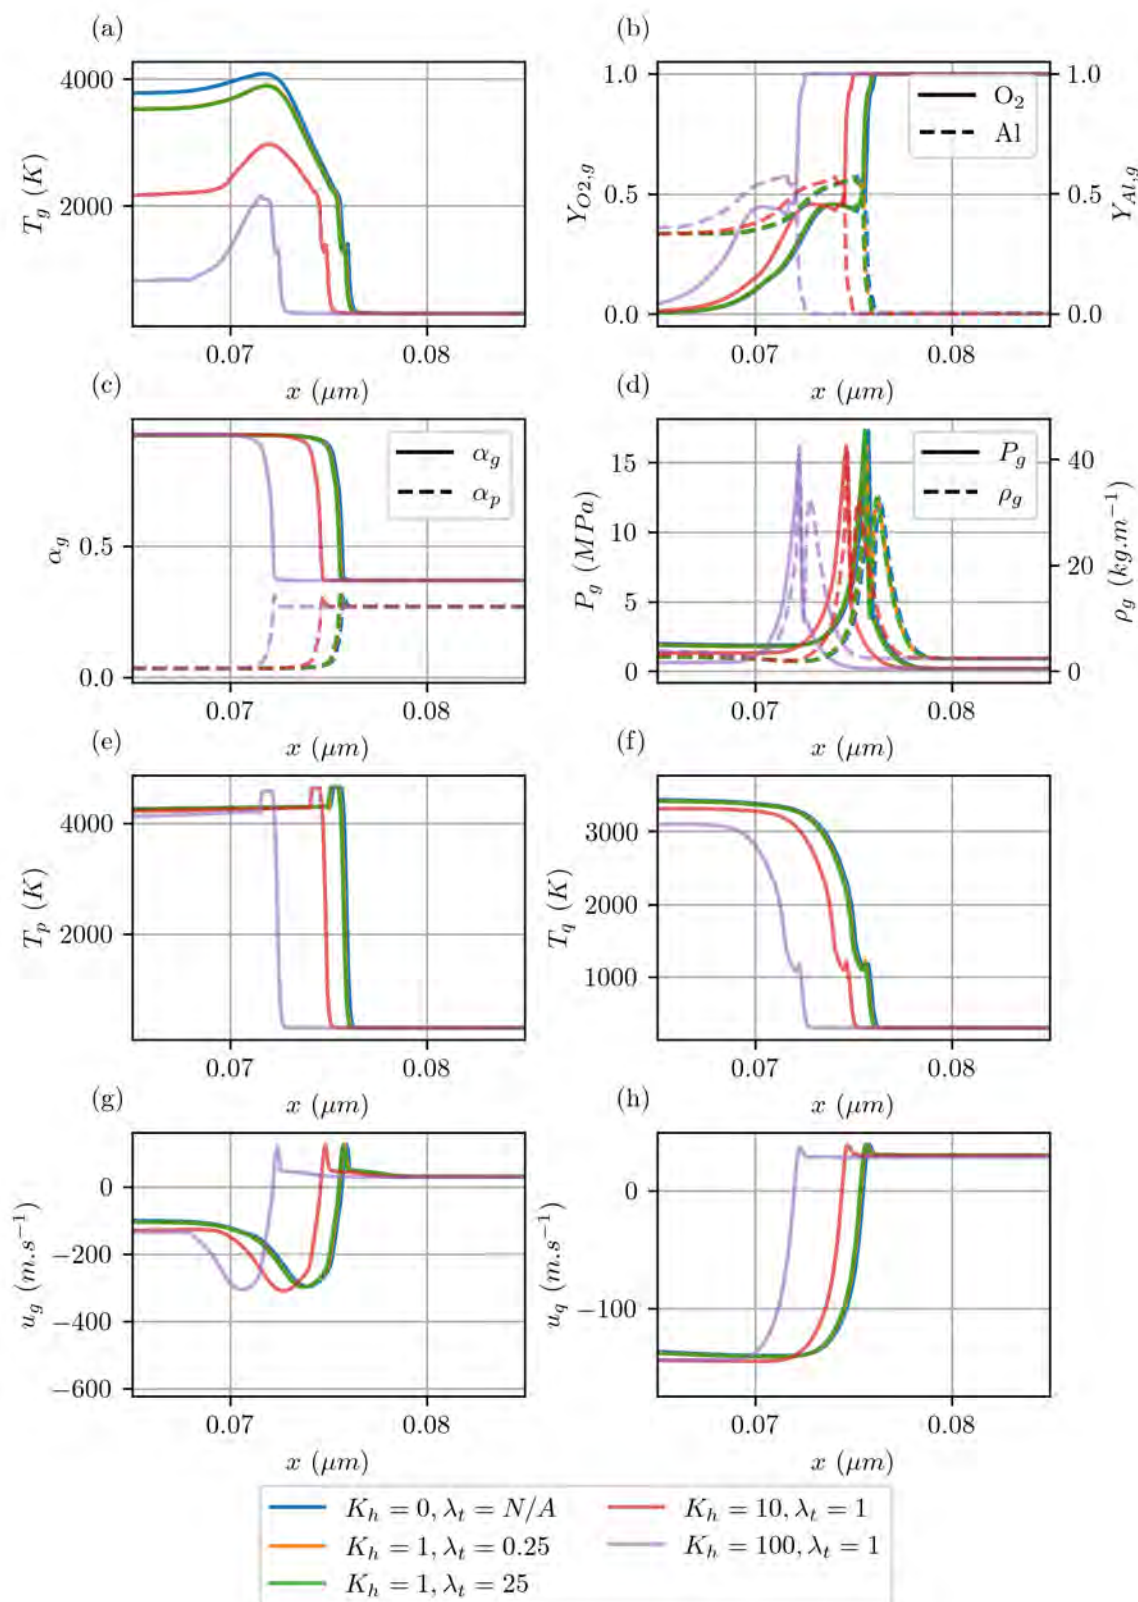 (a)
(b)
4000
2000
T_g (K)
0.07
0.08
x (μm)
1.0
0.5
0.0
Y_{O2,g}
O_2
Al
1.0
0.5
0.0
Y_{Al,g}
0.07
0.08
x (μm)
(c)
(d)
0.5
0.0
α_g
α_g
α_p
0.07
0.08
x (μm)
15
10
5
0
P_g (MPa)
P_g
ρ_g
40
20
0
ρ_g (kg.m^{-1})
0.07
0.08
x (μm)
(e)
(f)
4000
2000
T_p (K)
0.07
0.08
x (μm)
3000
2000
1000
T_q (K)
0.07
0.08
x (μm)
(g)
(h)
0
−200
−400
−600
u_g (m.s^{-1})
0.07
0.08
x (μm)
0
−100
u_q (m.s^{-1})
0.07
0.08
x (μm)
K_h = 0, λ_t = N/A
K_h = 1, λ_t = 0.25
K_h = 1, λ_t = 25
K_h = 10, λ_t = 1
K_h = 100, λ_t = 1